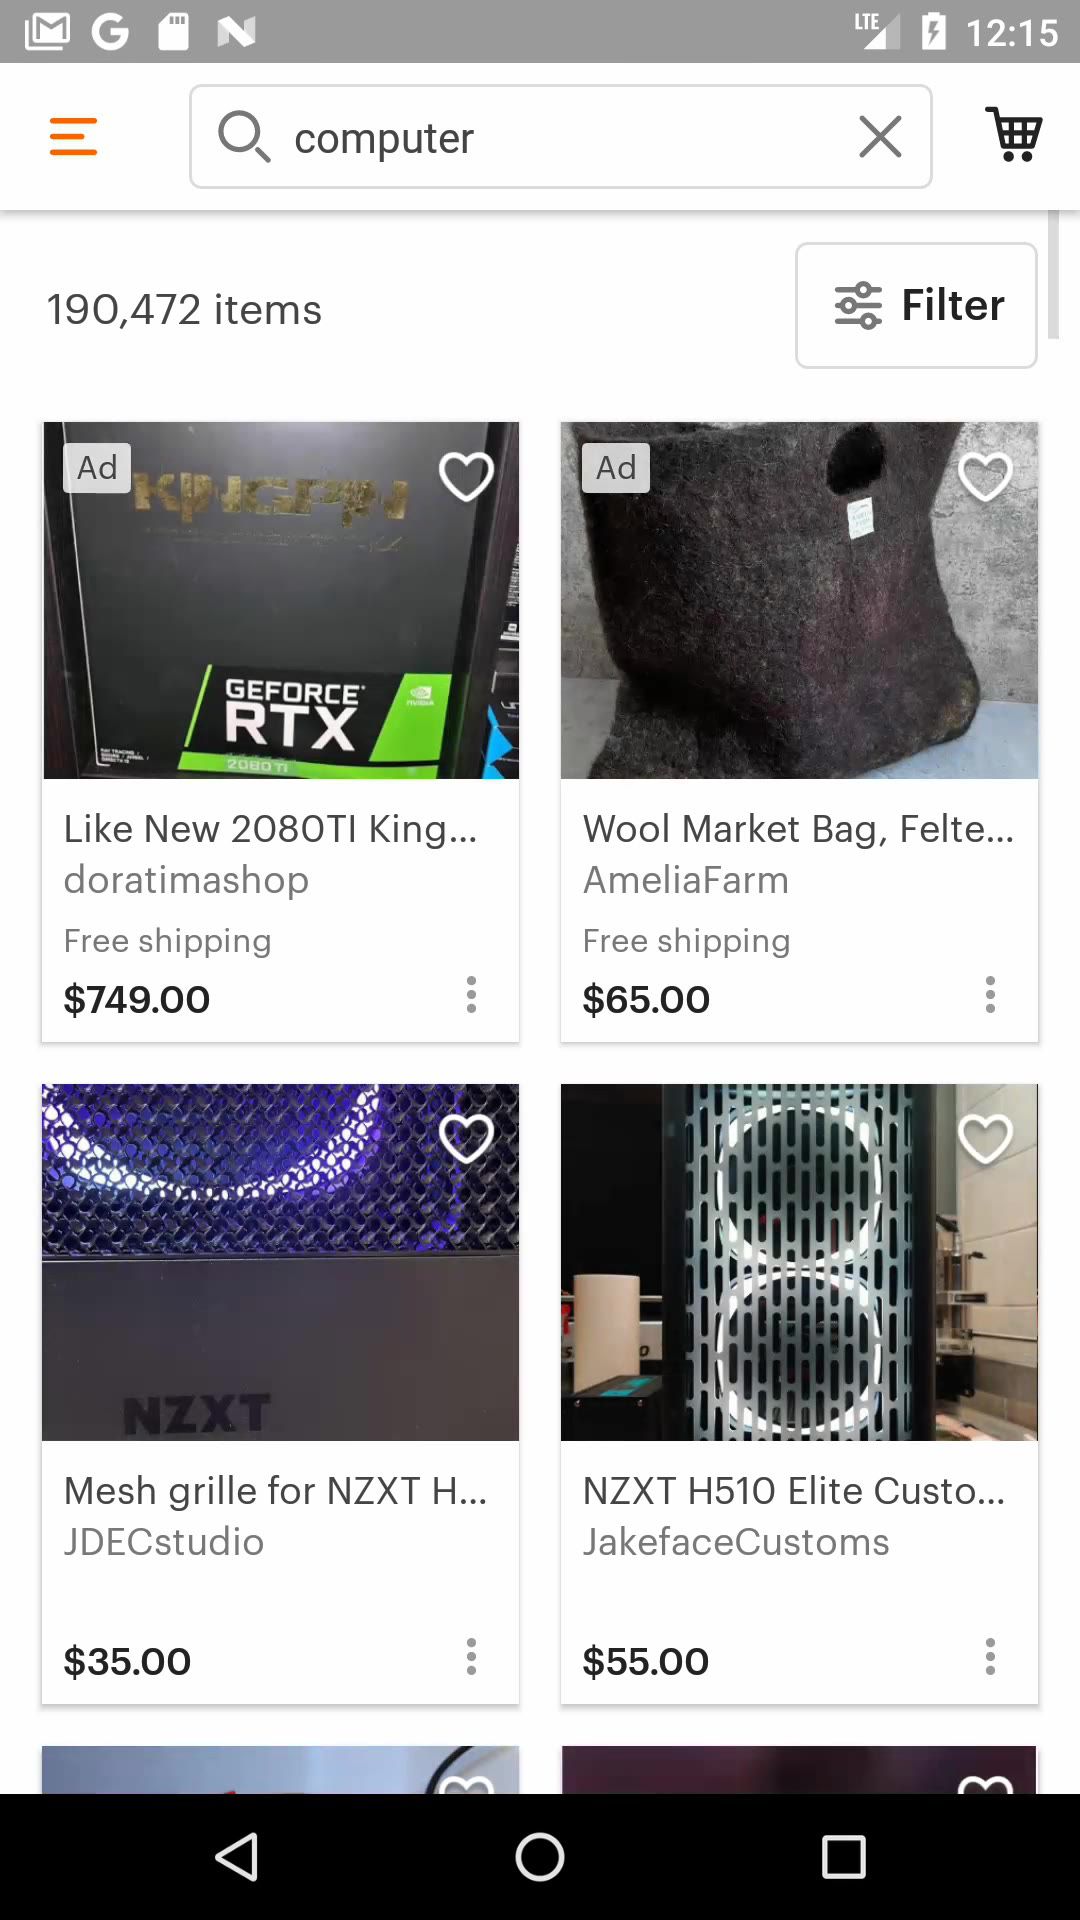 LTE 12:15
computer
190,472 items
Filter
Ad
KINGPIN
GEFORCE
RTX
2080 TI
NVIDIA
Ad
Like New 2080TI King...
doratimashop
Free shipping
$749.00
Wool Market Bag, Felte...
AmeliaFarm
Free shipping
$65.00
NZXT
Mesh grille for NZXT H...
JDECstudio
$35.00
NZXT H510 Elite Custo...
JakefaceCustoms
$55.00